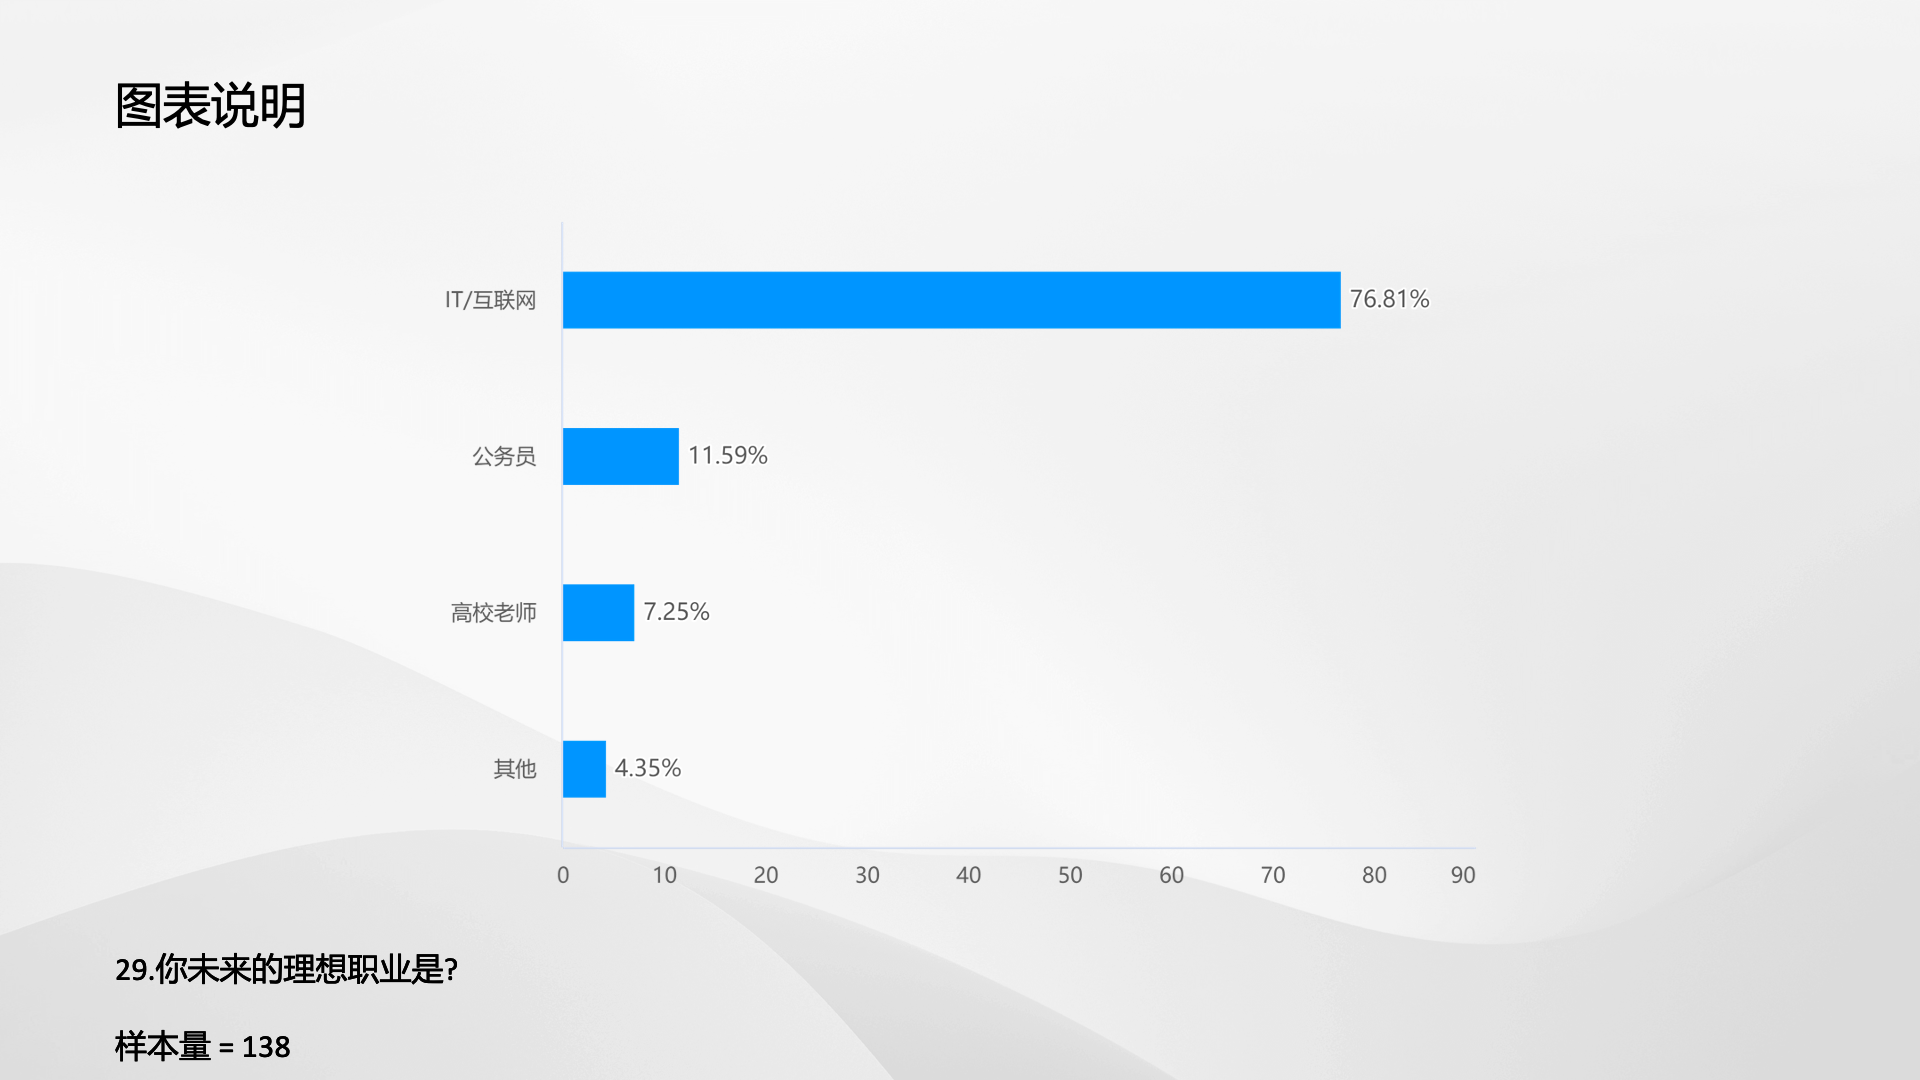 图表说明
IT/互联网 76.81%
公务员 11.59%
高校老师 7.25%
其他 4.35%
0 10 20 30 40 50 60 70 80 90
29.你未来的理想职业是?
样本量 = 138